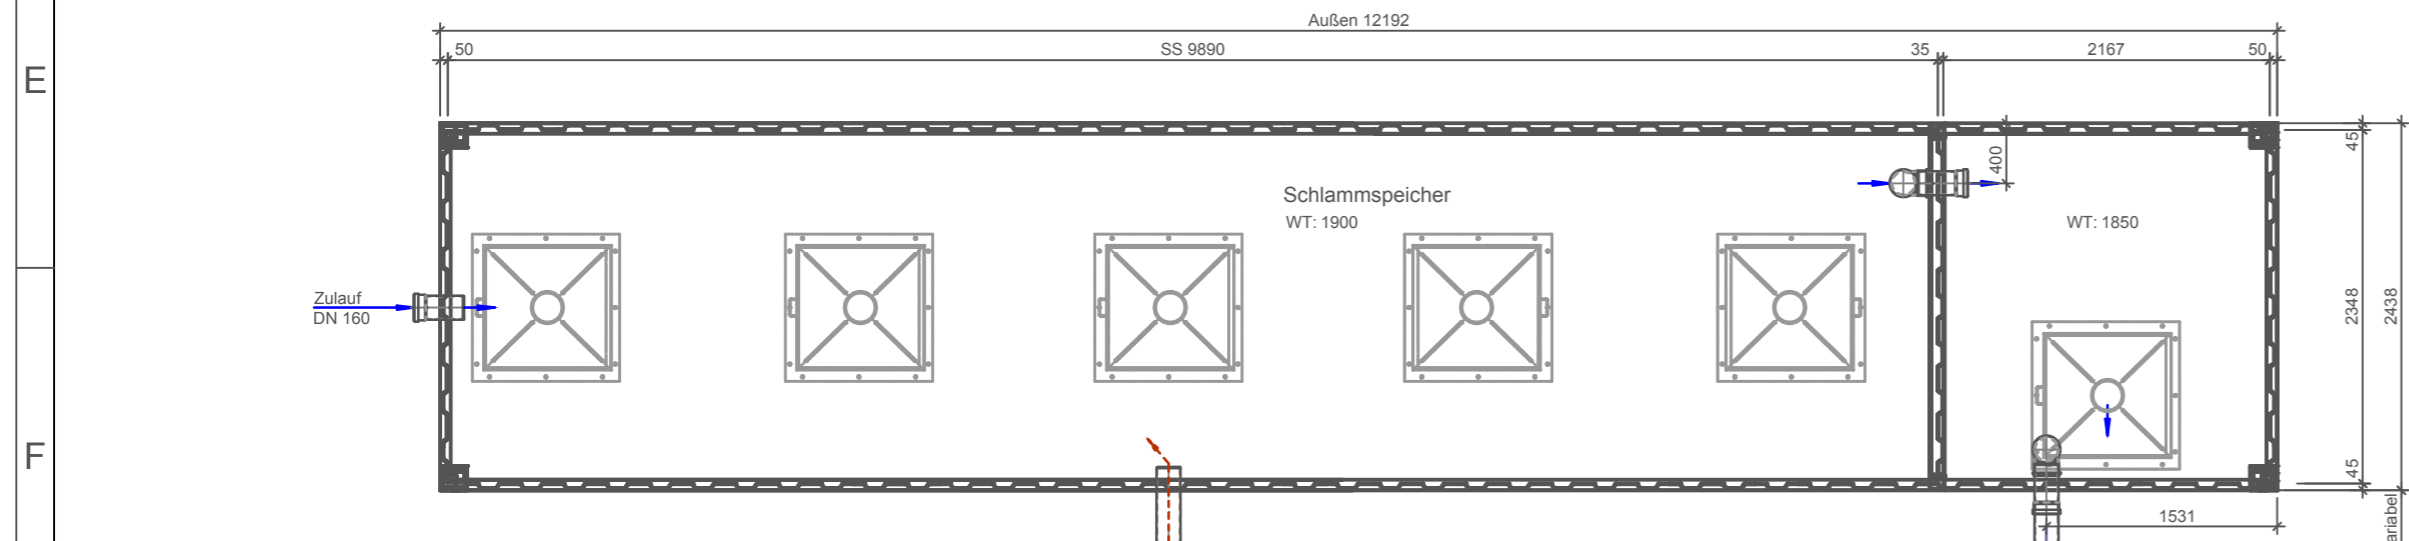 Außen 12192
50
SS 9890
35
2167
50
E
45
400
Schlammspeicher
WT: 1900
WT: 1850
Zulauf
DN 160
2348
2438
F
45
1531
ariabel